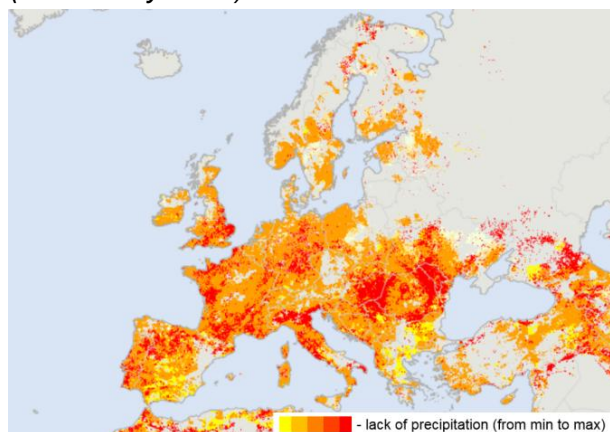 - lack of precipitation (from min to max)